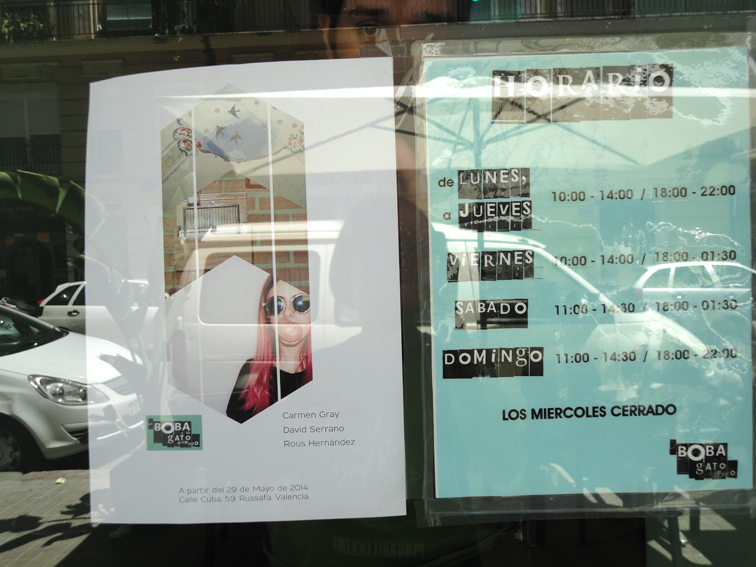 BOBA
gato
Carmen Gray
David Serrano
Rous Hernández
A partir del 29 de Mayo de 2014
Calle Cuba, 59. Russafa. Valencia
HORARIO
de LUNES,
a JUEVES
10:00 - 14:00 / 18:00 - 22:00
ViERNES 10:00 - 14:00 / 18:00 - 01:30
SABADO 11:00 - 14:30 / 18:00 - 01:30
DOMiNgO 11:00 - 14:30 / 18:00 - 22:00
LOS MIERCOLES CERRADO
BOBA
gato